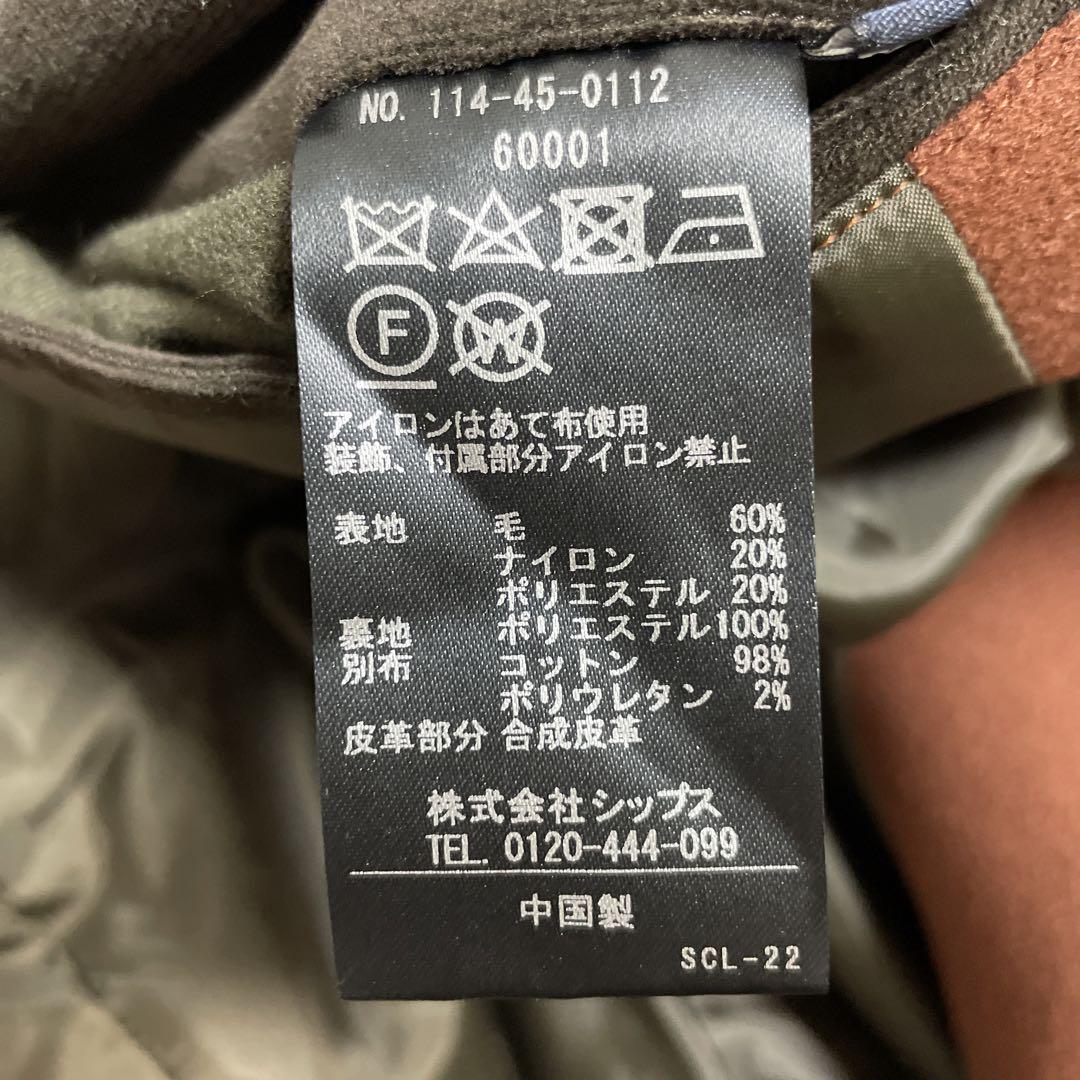 NO. 114-45-0112
60001
F W
アイロンはあて布使用
装飾、付属部分アイロン禁止
表地 毛 60%
ナイロン 20%
ポリエステル 20%
裏地 ポリエステル 100%
別布 コットン 98%
ポリウレタン 2%
皮革部分 合成皮革
株式会社シップス
TEL. 0120-444-099
中国製
SCL-22